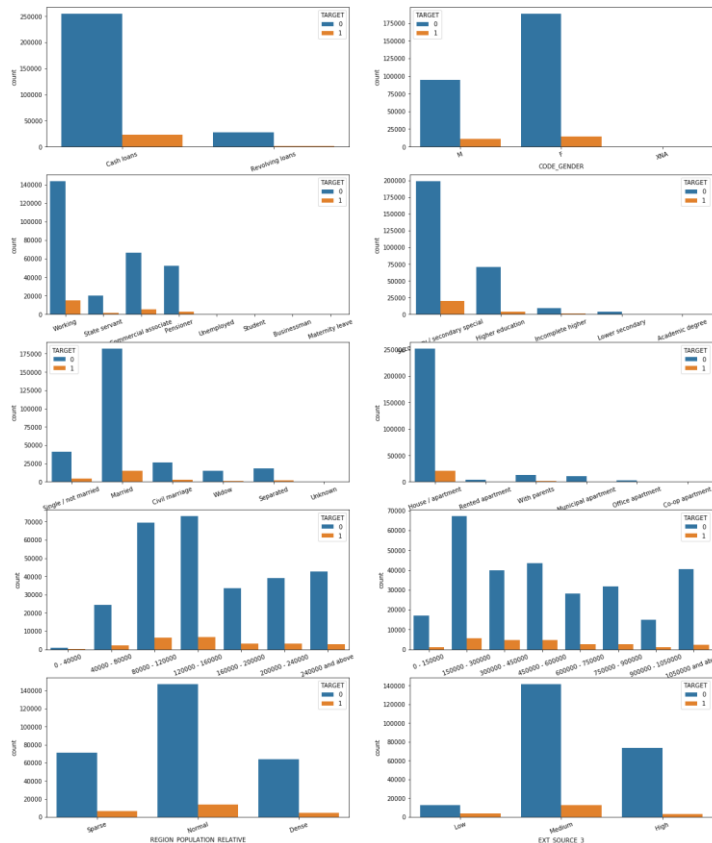 TARGET
0
1
250000
200000
150000
100000
50000
0
count
Cash loans
Revolving loans
TARGET
0
1
175000
150000
125000
100000
75000
50000
25000
0
count
M
F
XNA
CODE_GENDER
TARGET
0
1
140000
120000
100000
80000
60000
40000
20000
0
count
Working
State servant
Commercial associate
Pensioner
Unemployed
Student
Businessman
Maternity leave
TARGET
0
1
200000
175000
150000
125000
100000
75000
50000
25000
0
count
/ secondary special
Higher education
Incomplete higher
Lower secondary
Academic degree
TARGET
0
1
175000
150000
125000
100000
75000
50000
25000
0
count
Single / not married
Married
Civil marriage
Widow
Separated
Unknown
TARGET
0
1
250000
200000
150000
100000
50000
0
count
House / apartment
Rented apartment
With parents
Municipal apartment
Office apartment
Co-op apartment
TARGET
0
1
70000
60000
50000
40000
30000
20000
10000
0
count
0 - 40000
40000 - 80000
80000 - 120000
120000 - 160000
160000 - 200000
200000 - 240000
240000 and above
TARGET
0
1
70000
60000
50000
40000
30000
20000
10000
0
count
0 - 150000
150000 - 300000
300000 - 450000
450000 - 600000
600000 - 750000
750000 - 900000
900000 - 1050000
1050000 and above
TARGET
0
1
140000
120000
100000
80000
60000
40000
20000
0
count
Sparse
Normal
Dense
REGION_POPULATION_RELATIVE
TARGET
0
1
140000
120000
100000
80000
60000
40000
20000
0
count
Low
Medium
High
EXT_SOURCE_3